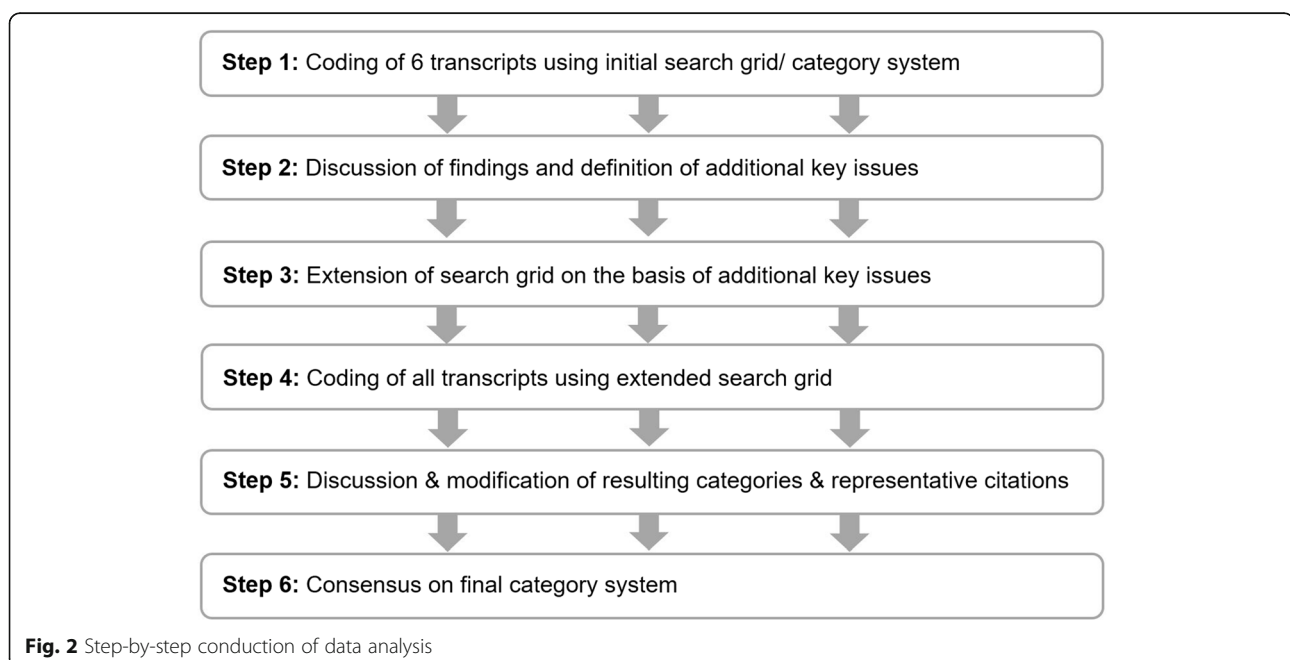 Step 1: Coding of 6 transcripts using initial search grid/ category system
Step 2: Discussion of findings and definition of additional key issues
Step 3: Extension of search grid on the basis of additional key issues
Step 4: Coding of all transcripts using extended search grid
Step 5: Discussion & modification of resulting categories & representative citations
Step 6: Consensus on final category system
Fig. 2 Step-by-step conduction of data analysis